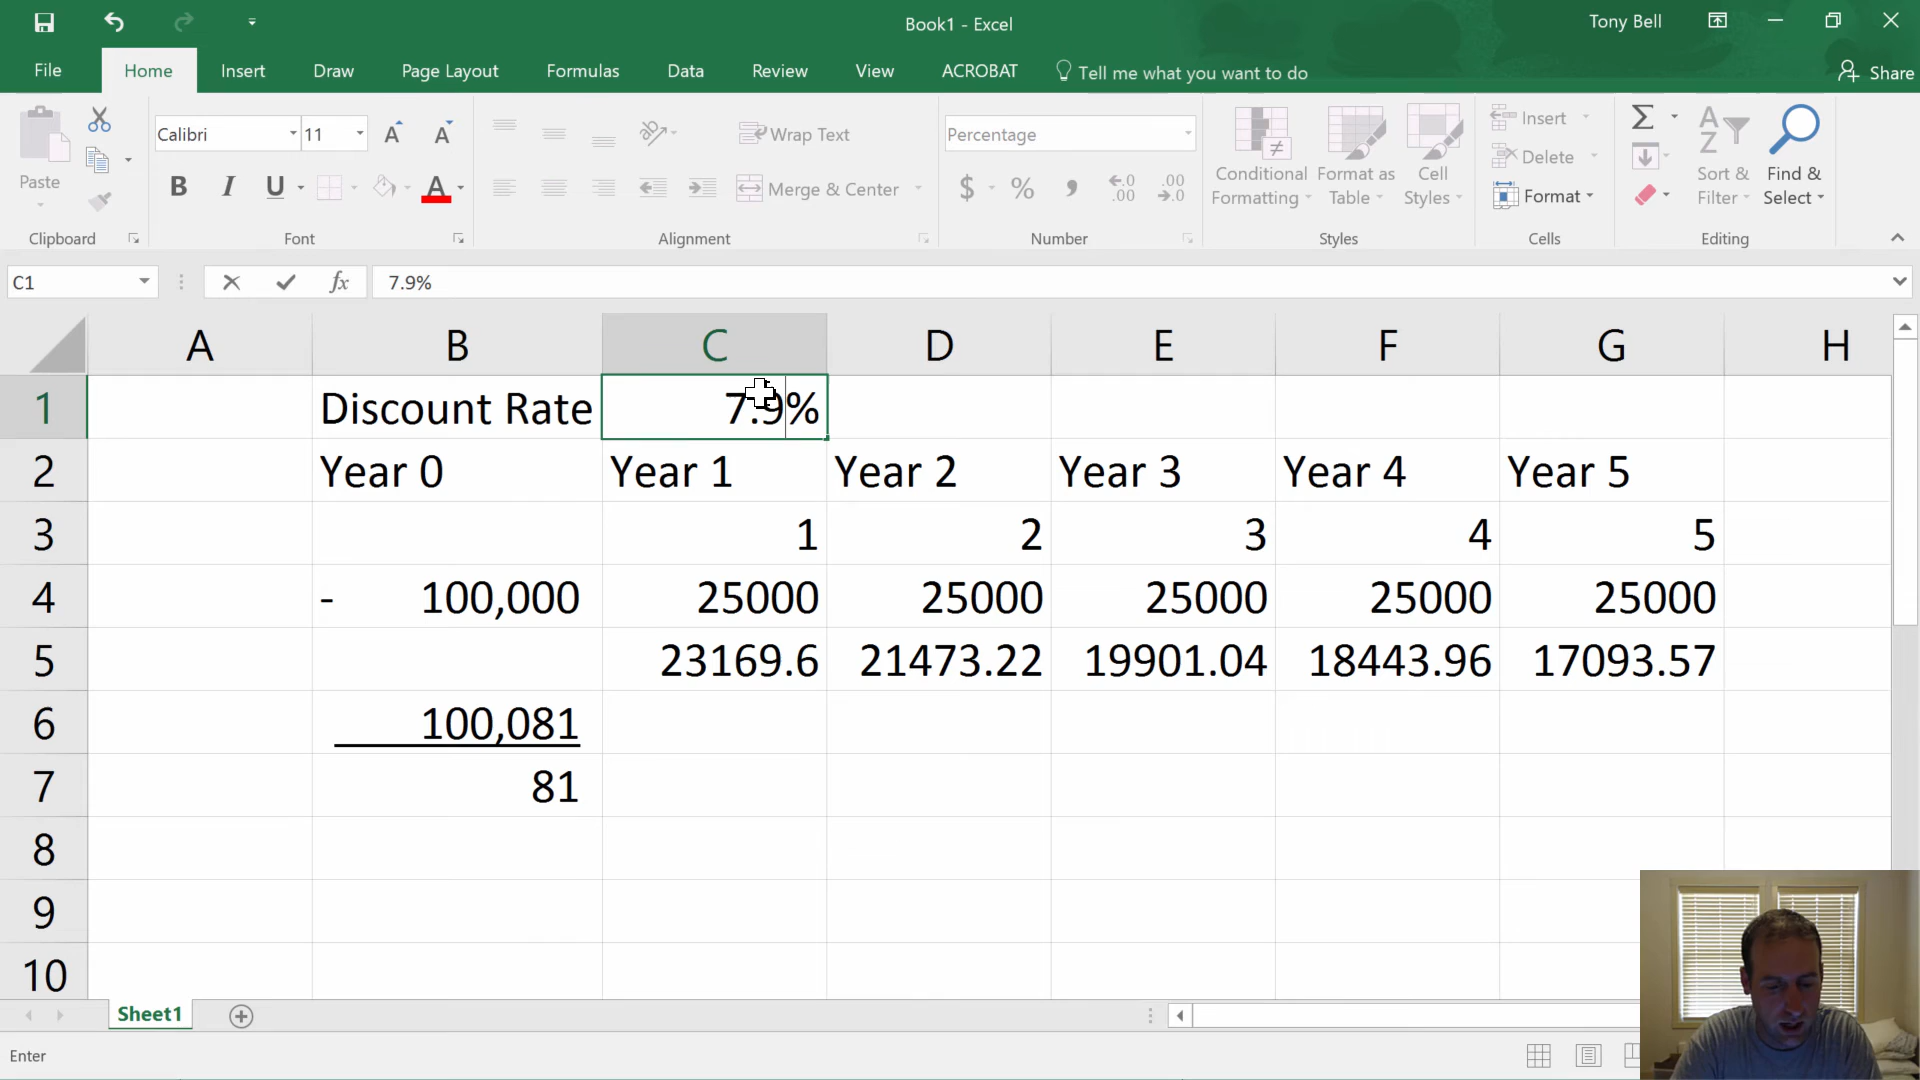 Book1 - Excel
Tony Bell
File Home Insert Draw Page Layout Formulas Data Review View ACROBAT Tell me what you want to do Share
Paste
Calibri 11 A A
B I U A
Wrap Text
Merge & Center
Percentage
$ % , .00 .0 .00 .0
Conditional Formatting
Format as Table
Cell Styles
Insert
Delete
Format
Σ
A Z
Sort & Filter
Find & Select
Clipboard Font Alignment Number Styles Cells Editing
C1 fx 7.9%
A B C D E F G H
1 Discount Rate 7.9%
2 Year 0 Year 1 Year 2 Year 3 Year 4 Year 5
3 1 2 3 4 5
4 - 100,000 25000 25000 25000 25000 25000
5 23169.6 21473.22 19901.04 18443.96 17093.57
6 100,081
7 81
8
9
10
Sheet1
Enter